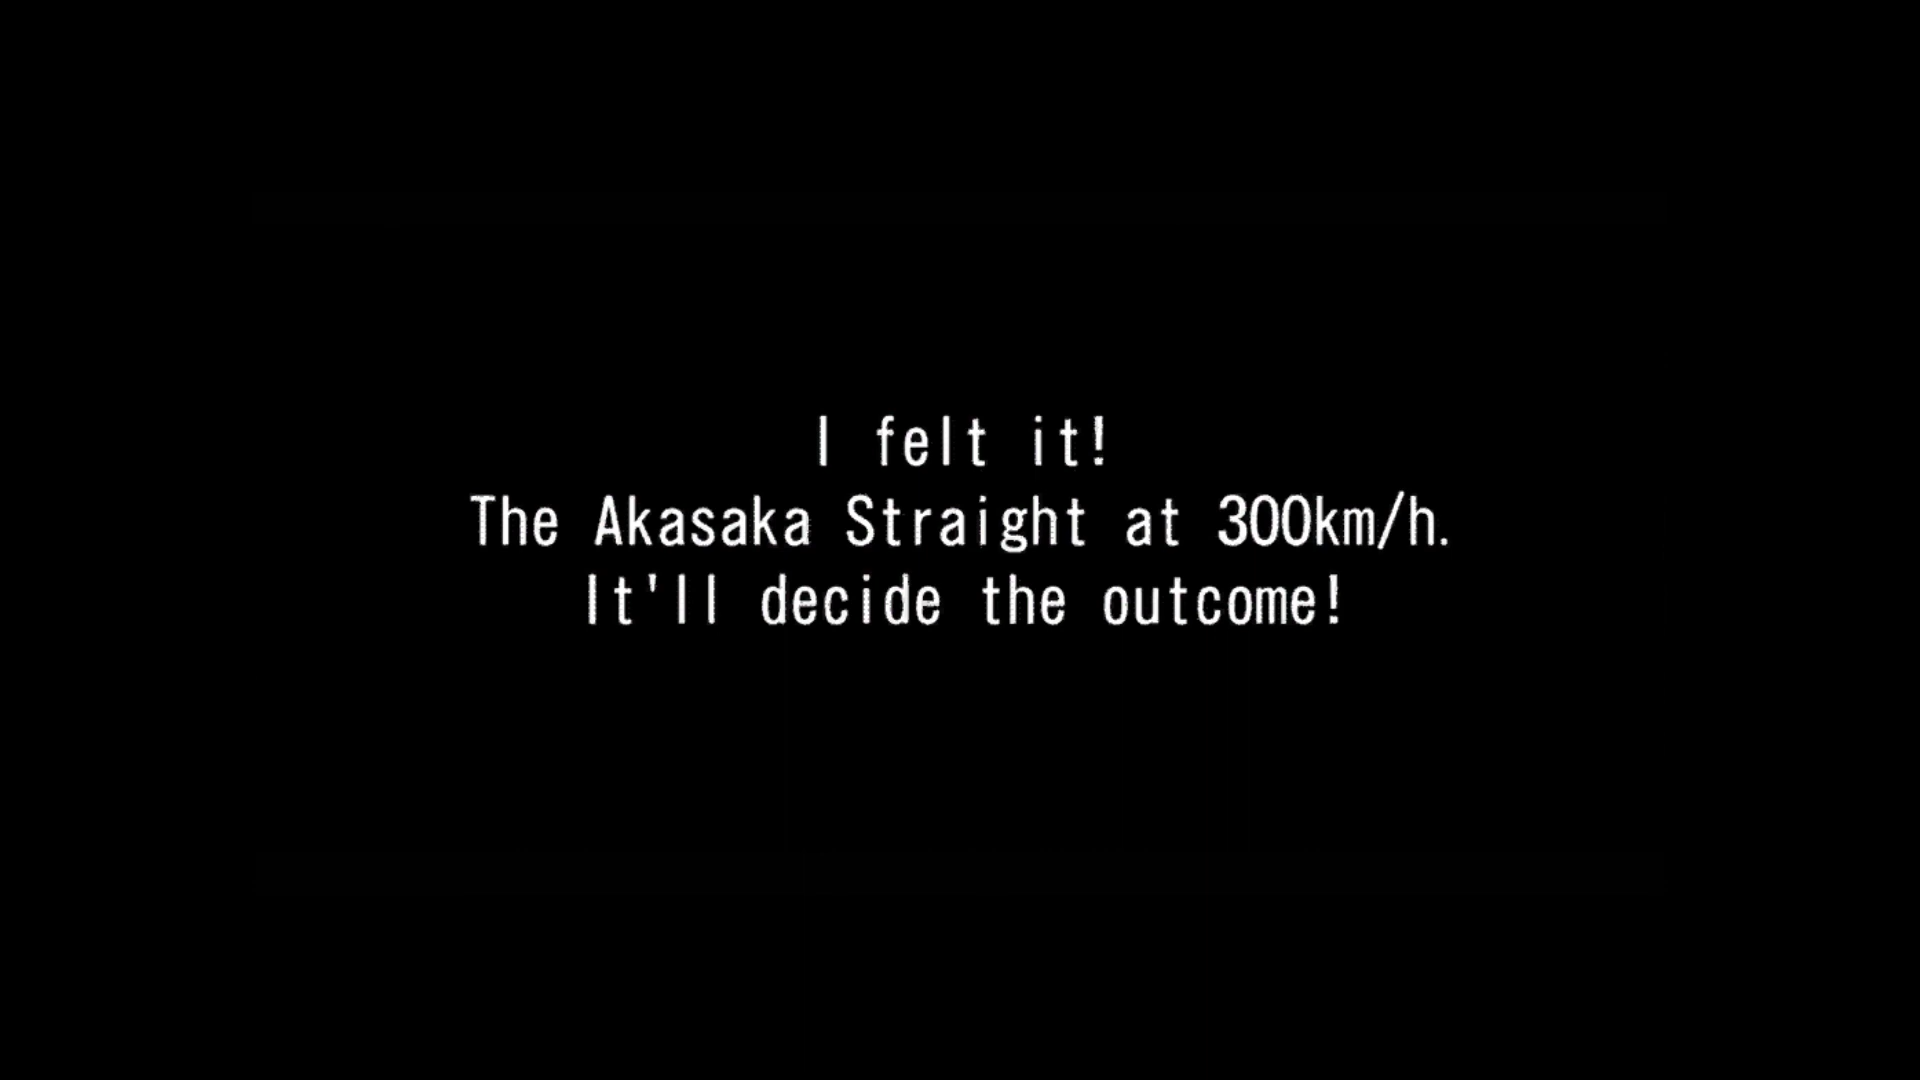 I felt it!
The Akasaka Straight at 300km/h.
It'll decide the outcome!